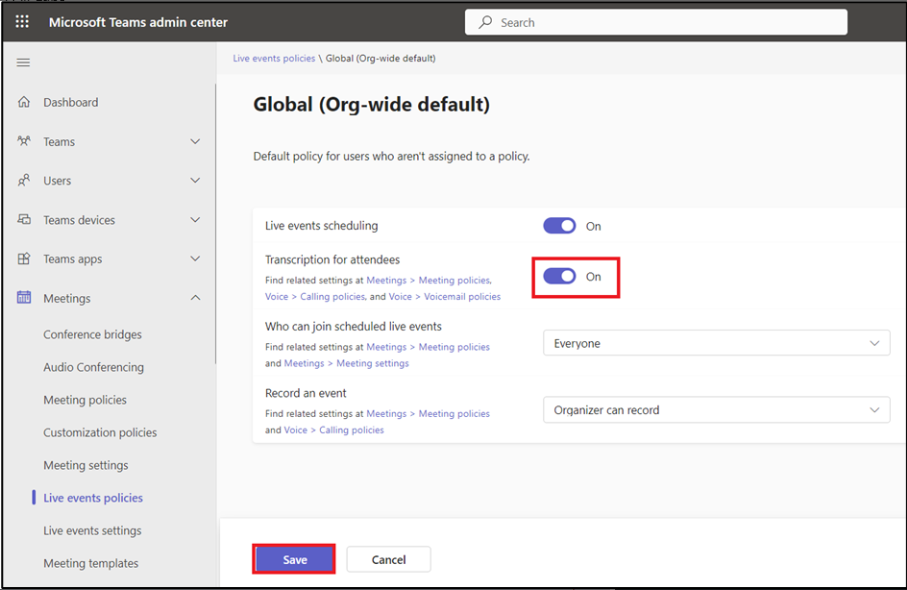 Microsoft Teams admin center
Search
Live events policies \ Global (Org-wide default)
Dashboard
Teams
Users
Teams devices
Teams apps
Meetings
Conference bridges
Audio Conferencing
Meeting policies
Customization policies
Meeting settings
Live events policies
Live events settings
Meeting templates
Global (Org-wide default)
Default policy for users who aren't assigned to a policy.
Live events scheduling
On
Transcription for attendees
Find related settings at Meetings > Meeting policies,
Voice > Calling policies, and Voice > Voicemail policies
On
Who can join scheduled live events
Find related settings at Meetings > Meeting policies
and Meetings > Meeting settings
Everyone
Record an event
Find related settings at Meetings > Meeting policies
and Voice > Calling policies
Organizer can record
Save
Cancel